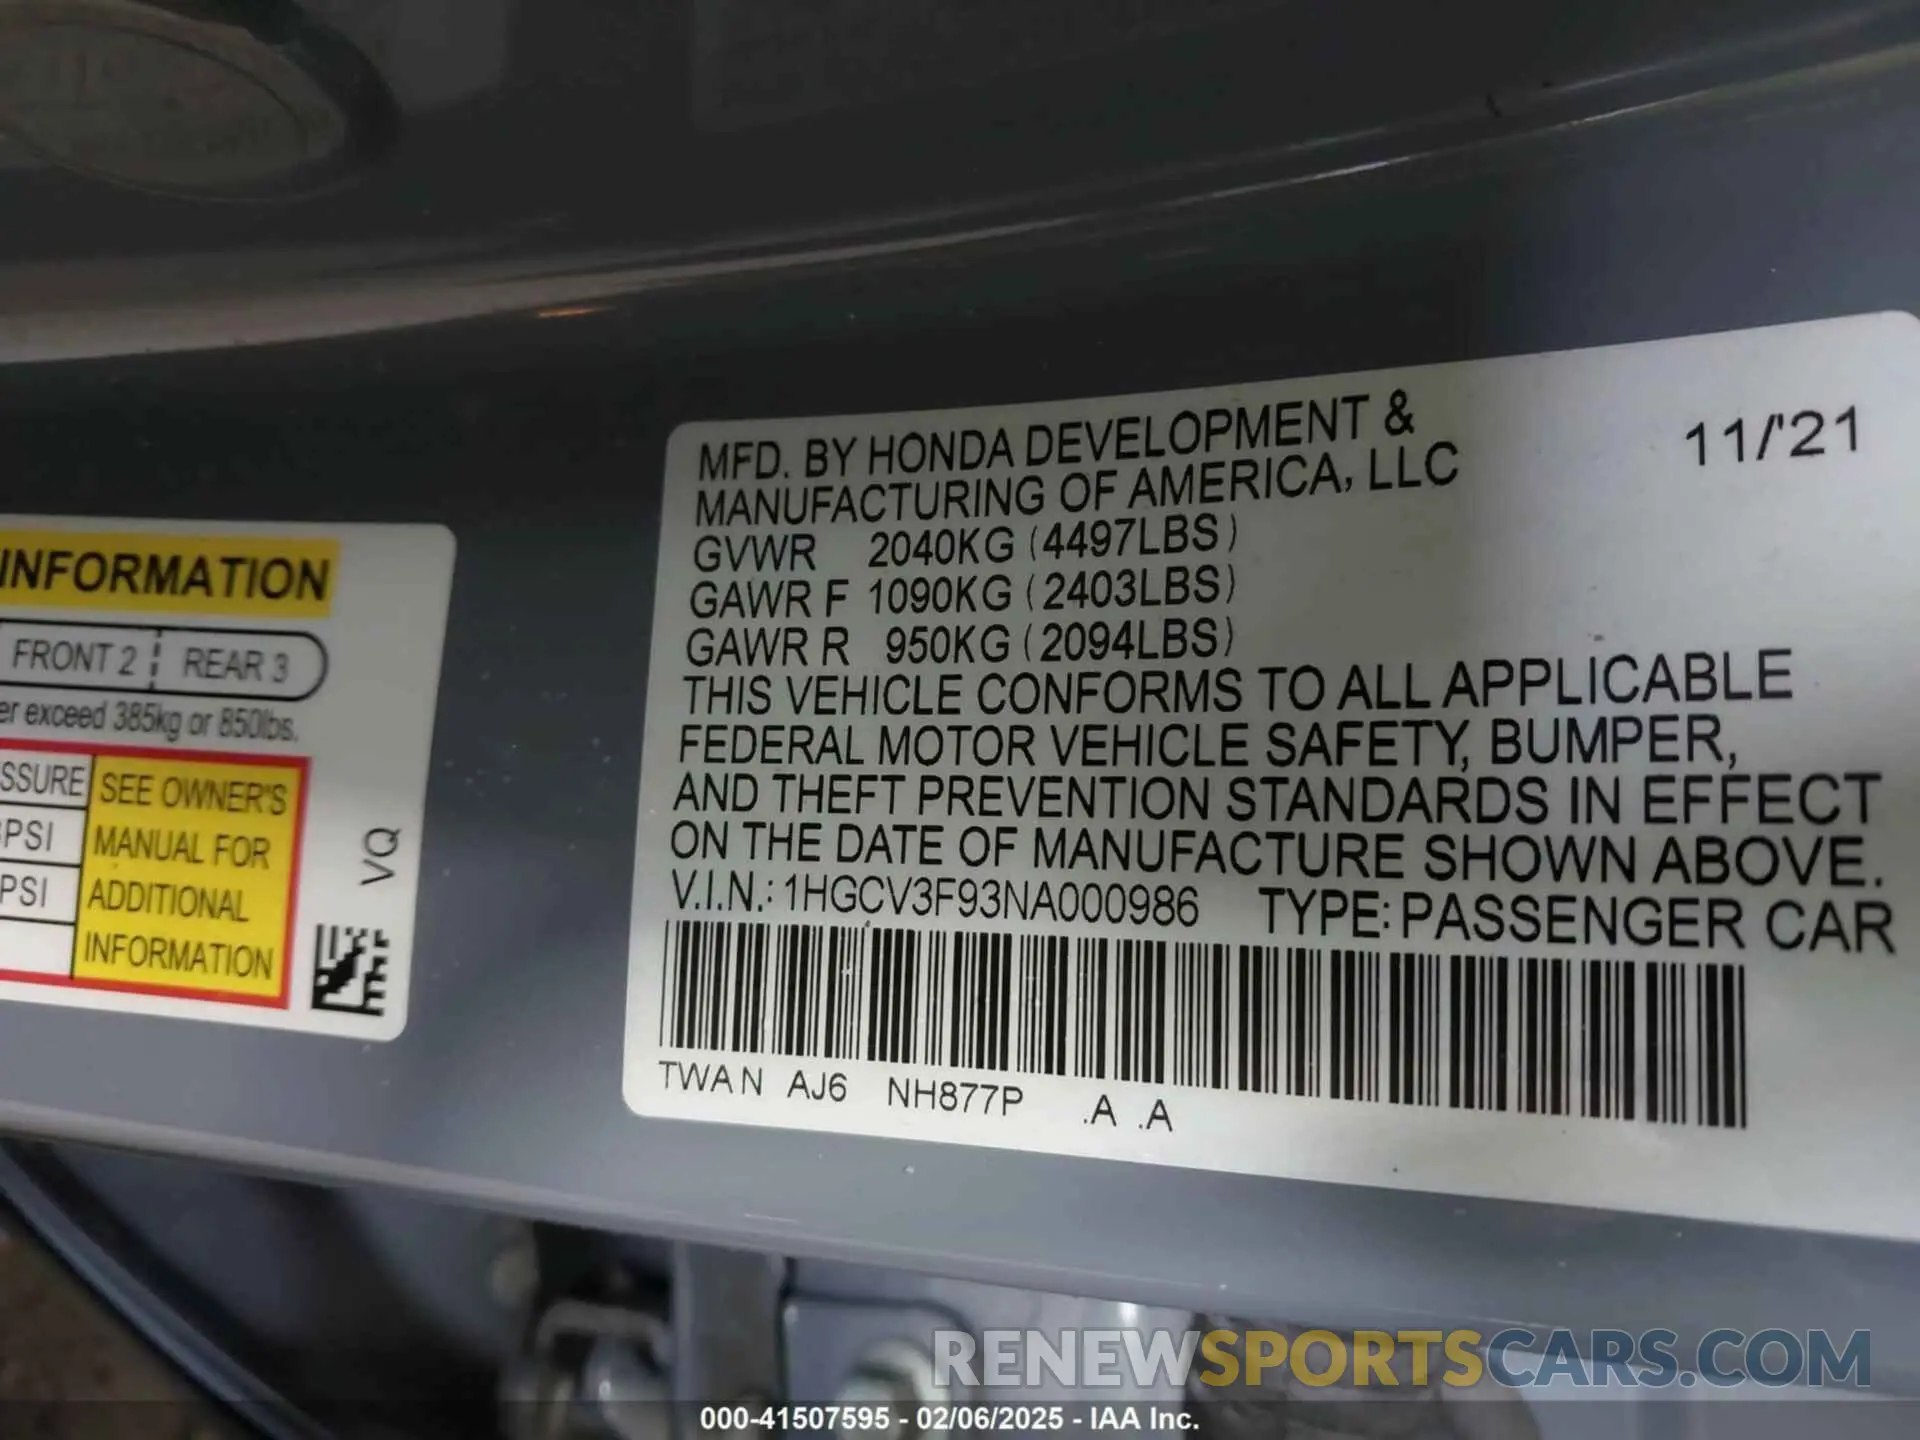 INFORMATION
FRONT 2 REAR 3
er exceed 385kg or 850lbs.
SSURE
PSI
PSI
SEE OWNER'S
MANUAL FOR
ADDITIONAL
INFORMATION
VQ
MFD. BY HONDA DEVELOPMENT &
MANUFACTURING OF AMERICA, LLC
11/'21
GVWR 2040KG (4497LBS)
GAWR F 1090KG (2403LBS)
GAWR R 950KG (2094LBS)
THIS VEHICLE CONFORMS TO ALL APPLICABLE
FEDERAL MOTOR VEHICLE SAFETY, BUMPER,
AND THEFT PREVENTION STANDARDS IN EFFECT
ON THE DATE OF MANUFACTURE SHOWN ABOVE.
V.I.N.: 1HGCV3F93NA000986 TYPE: PASSENGER CAR
TWAN AJ6 NH877P .A .A
RENEWSPORTSCARS.COM
000-41507595 - 02/06/2025 - IAA Inc.